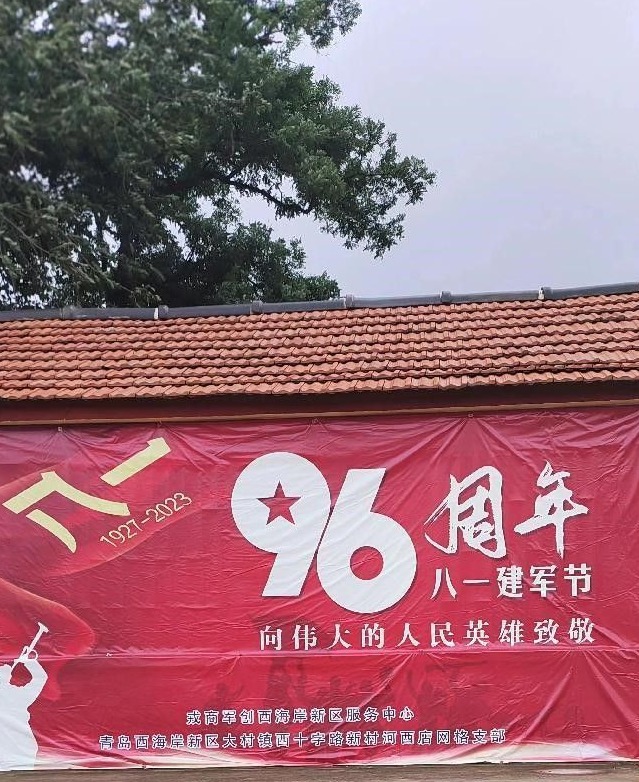 八一
1927-2023
96周年
八一建军节
向伟大的人民英雄致敬
戎商军创西海岸新区服务中心
青岛西海岸新区大村镇西十字路新村河西店网格支部